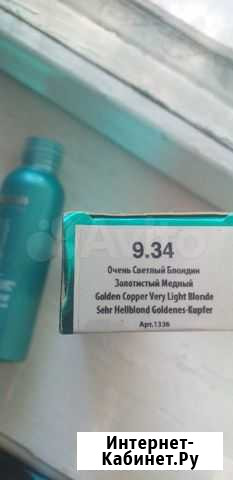 9.34
Очень Светлый Блондин
Золотистый Медный
Golden Copper Very Light Blonde
Sehr Hellblond Goldenes-Kupfer
Арт.1336
Avito
Интернет-
Кабинет.Ру